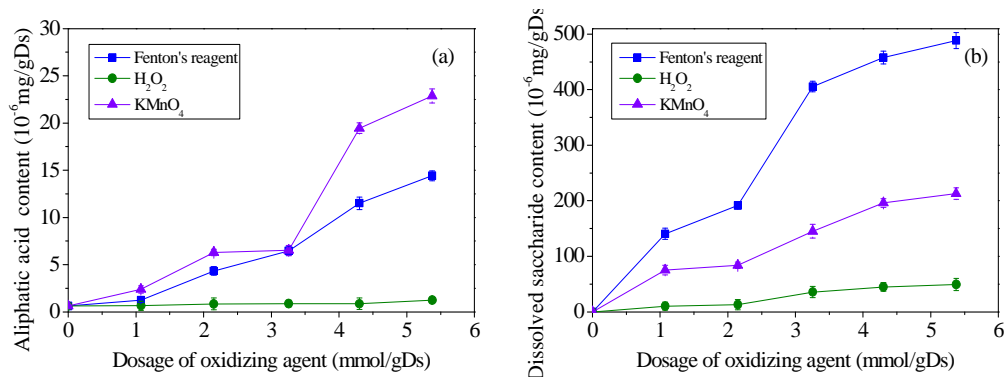 Aliphatic acid content (10⁻⁶mg/gDs)
30
25
20
15
10
5
0
(a)
Fenton's reagent
H₂O₂
KMnO₄
0 1 2 3 4 5 6
Dosage of oxidizing agent (mmol/gDs)
Dissolved saccharide content (10⁻⁶mg/gDs)
500
400
300
200
100
0
(b)
Fenton's reagent
H₂O₂
KMnO₄
0 1 2 3 4 5 6
Dosage of oxidizing agent (mmol/gDs)